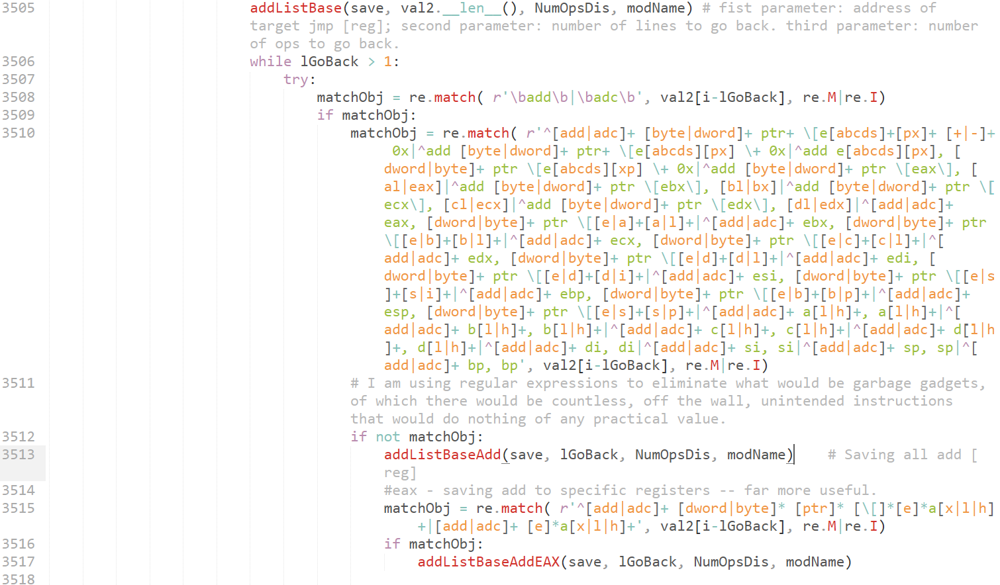 3505 addListBase(save, val2.__len__(), NumOpsDis, modName) # fist parameter: address of
target jmp [reg]; second parameter: number of lines to go back. third parameter: number
of ops to go back.
3506 while lGoBack > 1:
3507 try:
3508 matchObj = re.match( r'\badd\b|\badc\b', val2[i-lGoBack], re.M|re.I)
3509 if matchObj:
3510 matchObj = re.match( r'^[add|adc]+ [byte|dword]+ ptr+ \[e[abcds]+[px]+ [+|-]+
0x|^add [byte|dword]+ ptr+ \[e[abcds][px] \+ 0x|^add e[abcds][px], [
dword|byte]+ ptr \[e[abcds][xp] \+ 0x|^add [byte|dword]+ ptr \[eax\], [
al|eax]|^add [byte|dword]+ ptr \[ebx\], [bl|bx]|^add [byte|dword]+ ptr \[
ecx\], [cl|ecx]|^add [byte|dword]+ ptr \[edx\], [dl|edx]|^[add|adc]+
eax, [dword|byte]+ ptr \[[e|a]+[a|l]+|^[add|adc]+ ebx, [dword|byte]+ ptr
\[[e|b]+[b|l]+|^[add|adc]+ ecx, [dword|byte]+ ptr \[[e|c]+[c|l]+|^[
add|adc]+ edx, [dword|byte]+ ptr \[[e|d]+[d|l]+|^[add|adc]+ edi, [
dword|byte]+ ptr \[[e|d]+[d|i]+|^[add|adc]+ esi, [dword|byte]+ ptr \[[e|s
]+[s|i]+|^[add|adc]+ ebp, [dword|byte]+ ptr \[[e|b]+[b|p]+|^[add|adc]+
esp, [dword|byte]+ ptr \[[e|s]+[s|p]+|^[add|adc]+ a[l|h]+, a[l|h]+|^[
add|adc]+ b[l|h]+, b[l|h]+|^[add|adc]+ c[l|h]+, c[l|h]+|^[add|adc]+ d[l|h
]+, d[l|h]+|^[add|adc]+ di, di|^[add|adc]+ si, si|^[add|adc]+ sp, sp|^[
add|adc]+ bp, bp', val2[i-lGoBack], re.M|re.I)
3511 # I am using regular expressions to eliminate what would be garbage gadgets,
of which there would be countless, off the wall, unintended instructions
that would do nothing of any practical value.
3512 if not matchObj:
3513 addListBaseAdd(save, lGoBack, NumOpsDis, modName) # Saving all add [
reg]
3514 #eax - saving add to specific registers -- far more useful.
3515 matchObj = re.match( r'^[add|adc]+ [dword|byte]* [ptr]* [\[]*[e]*a[x|l|h]
+|[add|adc]+ [e]*a[x|l|h]+', val2[i-lGoBack], re.M|re.I)
3516 if matchObj:
3517 addListBaseAddEAX(save, lGoBack, NumOpsDis, modName)
3518